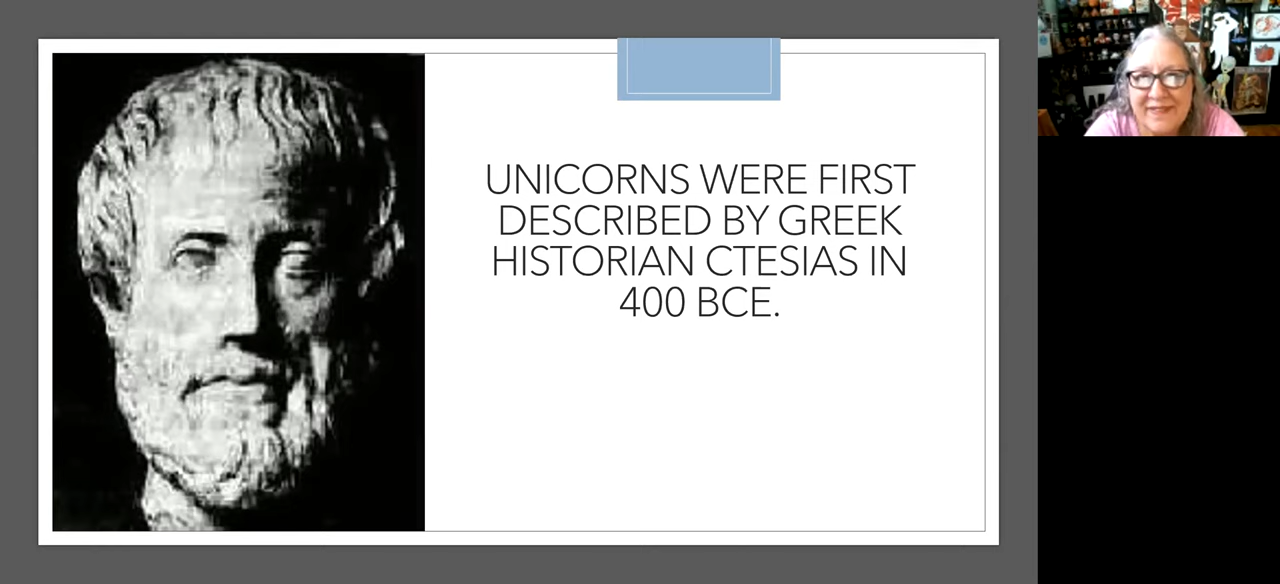 UNICORNS WERE FIRST
DESCRIBED BY GREEK
HISTORIAN CTESIAS IN
400 BCE.